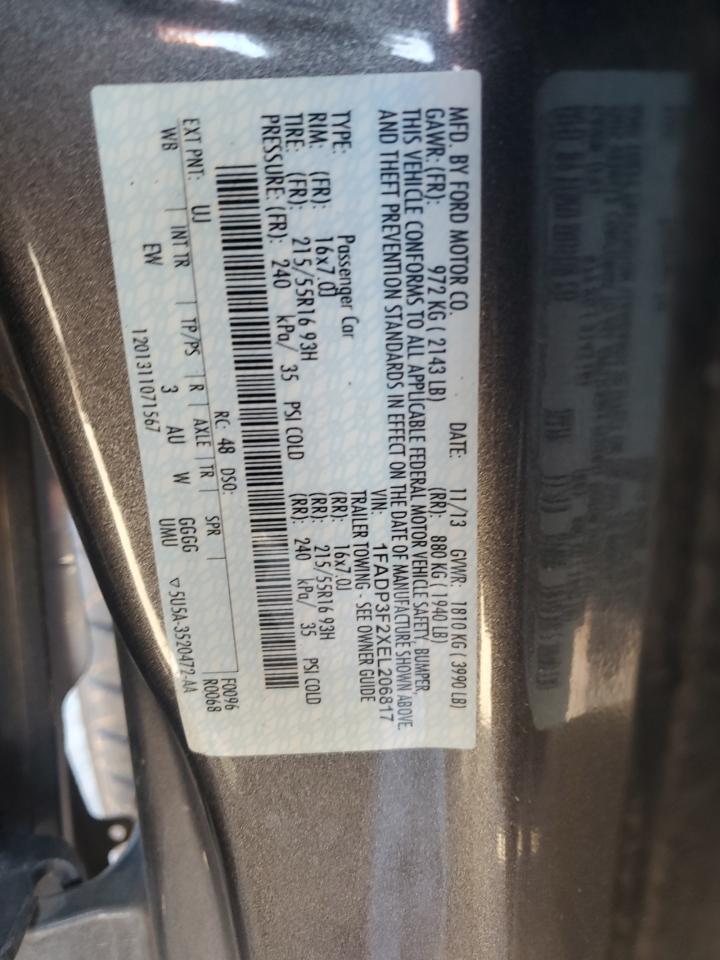 MFD. BY FORD MOTOR CO.
DATE: 11/13 GVWR: 1810 KG ( 3990 LB)
GAWR: (FR): 972 KG ( 2143 LB) (RR): 880 KG ( 1940 LB)
THIS VEHICLE CONFORMS TO ALL APPLICABLE FEDERAL MOTOR VEHICLE SAFETY, BUMPER,
AND THEFT PREVENTION STANDARDS IN EFFECT ON THE DATE OF MANUFACTURE SHOWN ABOVE.
VIN: 1FADP3F2XEL206817
TYPE: Passenger Car TRAILER TOWING - SEE OWNER GUIDE
RIM: (FR): 16x7.0J (RR): 16x7.0J
TIRE: (FR): 215/55R16 93H (RR): 215/55R16 93H
PRESSURE: (FR): 240 kPa/ 35 PSI COLD (RR): 240 kPa/ 35 PSI COLD
F0096
R0068
EXT PNT: UJ RC: 48 DSO:
WB INT TR TP/PS R AXLE TR SPR
EW 3 AU W GGGG
UMU
1201311071567 ▽5U5A-3520472-AA